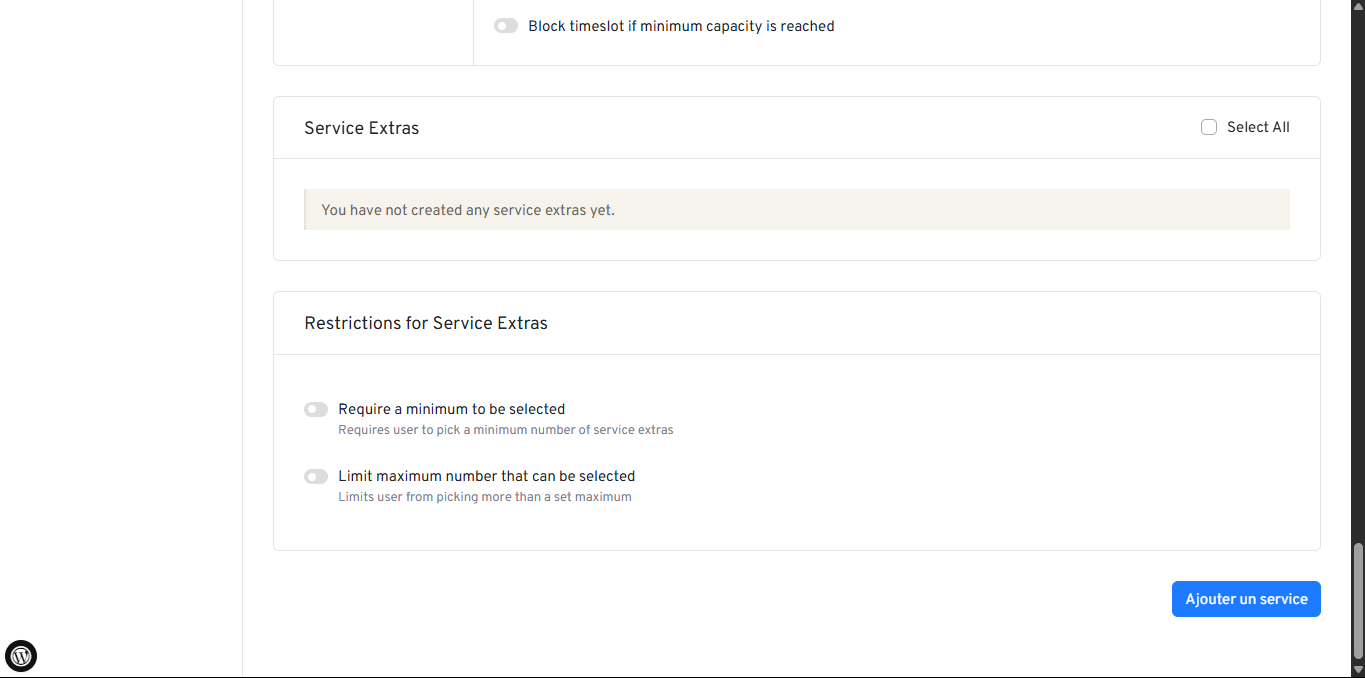 Block timeslot if minimum capacity is reached
Service Extras
Select All
You have not created any service extras yet.
Restrictions for Service Extras
Require a minimum to be selected
Requires user to pick a minimum number of service extras
Limit maximum number that can be selected
Limits user from picking more than a set maximum
Ajouter un service